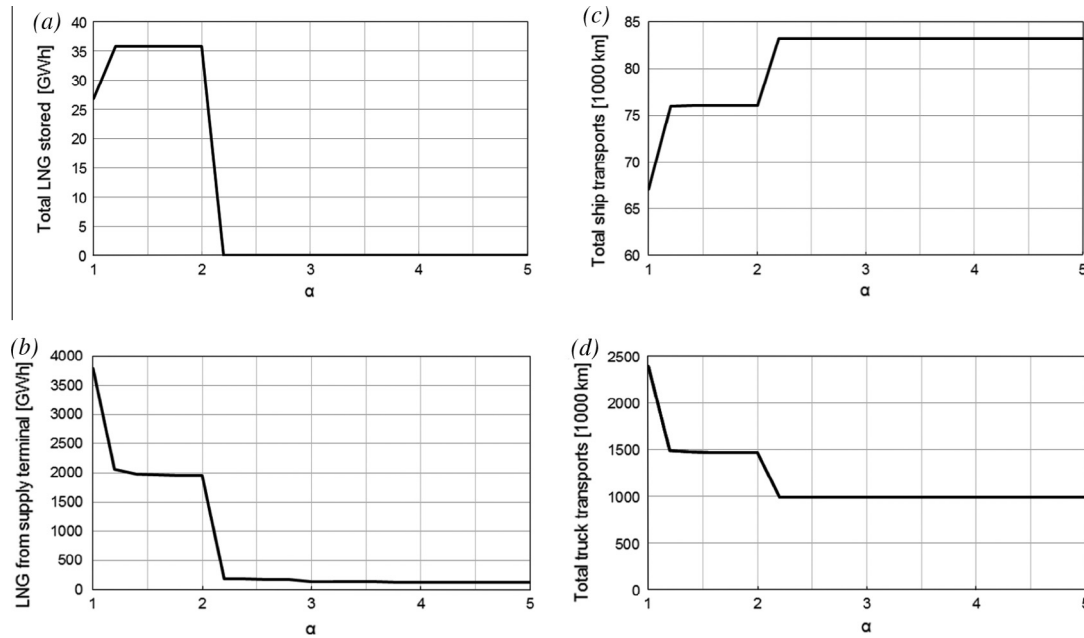 (a)
Total LNG stored [GWh]
40
35
30
25
20
15
10
5
0
1 2 3 4 5
α
(c)
Total ship transports [1000 km]
85
80
75
70
65
60
1 2 3 4 5
α
(b)
LNG from supply terminal [GWh]
4000
3500
3000
2500
2000
1500
1000
500
0
1 2 3 4 5
α
(d)
Total truck transports [1000 km]
2500
2000
1500
1000
500
0
1 2 3 4 5
α